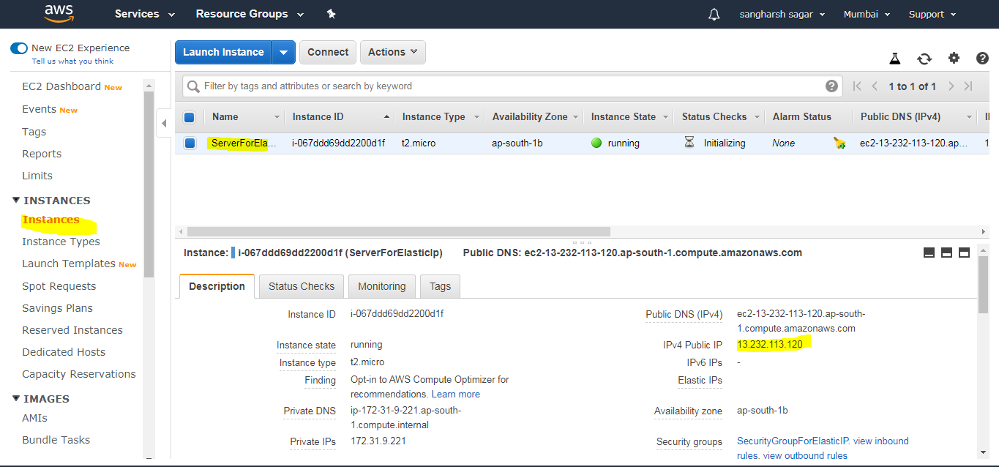 aws Services Resource Groups sangharsh sagar Mumbai Support
New EC2 Experience
Tell us what you think
EC2 Dashboard New
Events New
Tags
Reports
Limits
INSTANCES
Instances
Instance Types
Launch Templates New
Spot Requests
Savings Plans
Reserved Instances
Dedicated Hosts
Capacity Reservations
IMAGES
AMIs
Bundle Tasks
Launch Instance Connect Actions
Filter by tags and attributes or search by keyword
1 to 1 of 1
Name Instance ID Instance Type Availability Zone Instance State Status Checks Alarm Status Public DNS (IPv4)
ServerForEla... i-067ddd69dd2200d1f t2.micro ap-south-1b running Initializing None ec2-13-232-113-120.ap... 1
Instance: i-067ddd69dd2200d1f (ServerForElasticIp) Public DNS: ec2-13-232-113-120.ap-south-1.compute.amazonaws.com
Description Status Checks Monitoring Tags
Instance ID i-067ddd69dd2200d1f
Instance state running
Instance type t2.micro
Finding Opt-in to AWS Compute Optimizer for
recommendations. Learn more
Private DNS ip-172-31-9-221.ap-south-
1.compute.internal
Private IPs 172.31.9.221
Public DNS (IPv4) ec2-13-232-113-120.ap-south-
1.compute.amazonaws.com
IPv4 Public IP 13.232.113.120
IPv6 IPs -
Elastic IPs
Availability zone ap-south-1b
Security groups SecurityGroupForElasticIP. view inbound
rules. view outbound rules